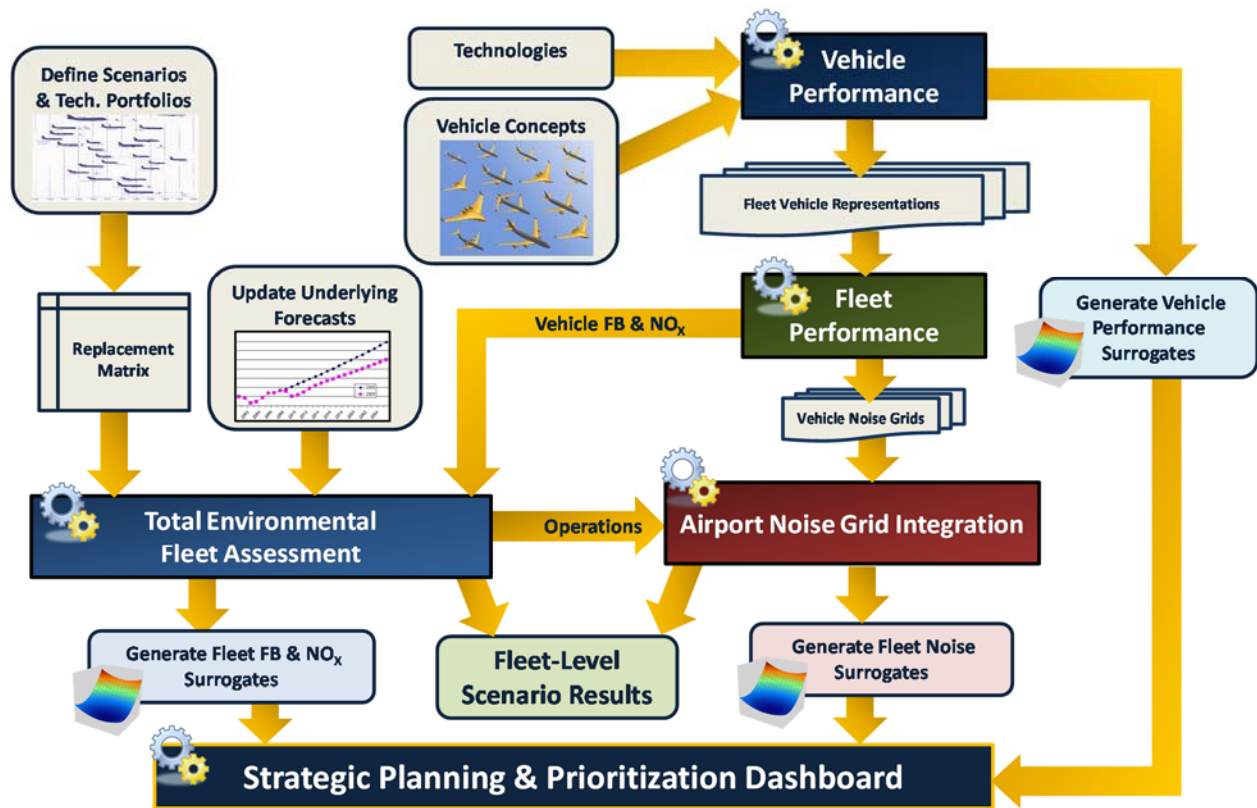 Define Scenarios
& Tech. Portfolios
Technologies
Vehicle Concepts
Vehicle
Performance
Fleet Vehicle Representations
Replacement
Matrix
Update Underlying
Forecasts
Vehicle FB & NOX
Fleet
Performance
Generate Vehicle
Performance
Surrogates
Vehicle Noise Grids
Total Environmental
Fleet Assessment
Operations
Airport Noise Grid Integration
Generate Fleet FB & NOX
Surrogates
Fleet-Level
Scenario Results
Generate Fleet Noise
Surrogates
Strategic Planning & Prioritization Dashboard